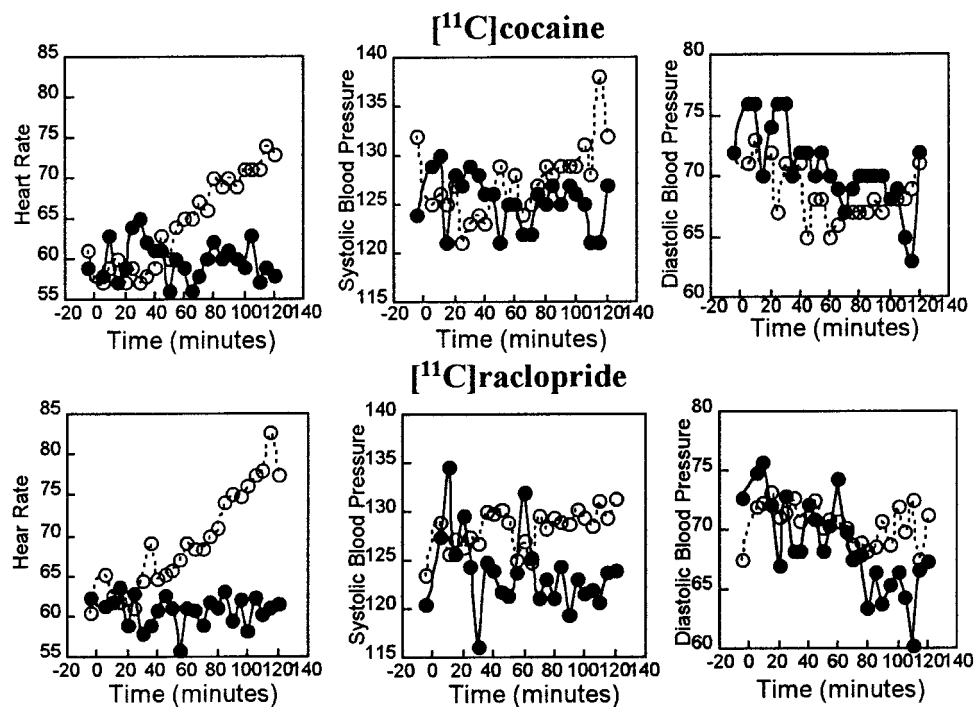 [¹¹C]cocaine
Heart Rate
85
80
75
70
65
60
55
-20 0 20 40 60 80 100120140
Time (minutes)
Systolic Blood Pressure
140
135
130
125
120
115
-20 0 20 40 60 80 100120140
Time (minutes)
Diastolic Blood Pressure
80
75
70
65
60
-20 0 20 40 60 80 100120140
Time (minutes)
[¹¹C]raclopride
Hear Rate
85
80
75
70
65
60
55
-20 0 20 40 60 80 100120140
Time (minutes)
Systolic Blood Pressure
140
135
130
125
120
115
-20 0 20 40 60 80 100120140
Time (minutes)
Diastolic Blood Pressure
80
75
70
65
60
-20 0 20 40 60 80 100120140
Time (minutes)